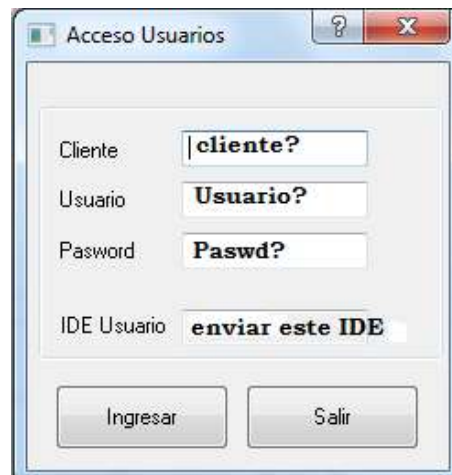 Acceso Usuarios
Cliente cliente?
Usuario Usuario?
Pasword Paswd?
IDE Usuario enviar este IDE
Ingresar Salir